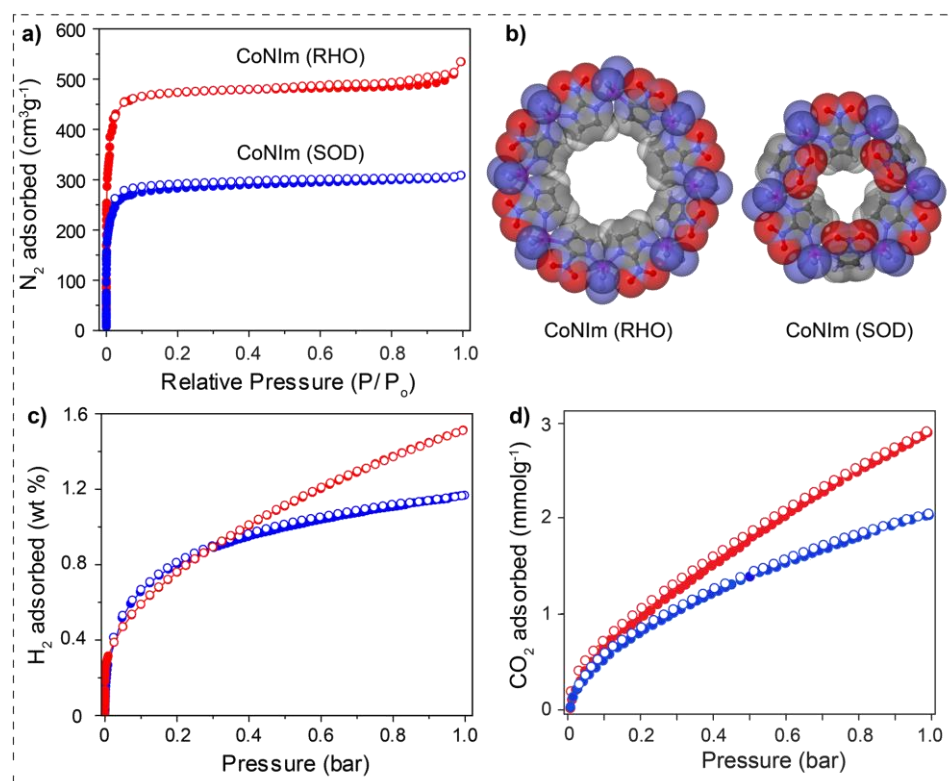 a)
600
500
400
300
200
100
0
N₂ adsorbed (cm³g⁻¹)
CoNIm (RHO)
CoNIm (SOD)
0 0.2 0.4 0.6 0.8 1.0
Relative Pressure (P/P₀)
b)
CoNIm (RHO)
CoNIm (SOD)
c)
1.6
1.2
0.8
0.4
0
H₂ adsorbed (wt %)
0 0.2 0.4 0.6 0.8 1.0
Pressure (bar)
d)
3
2
1
0
CO₂ adsorbed (mmolg⁻¹)
0 0.2 0.4 0.6 0.8 1.0
Pressure (bar)